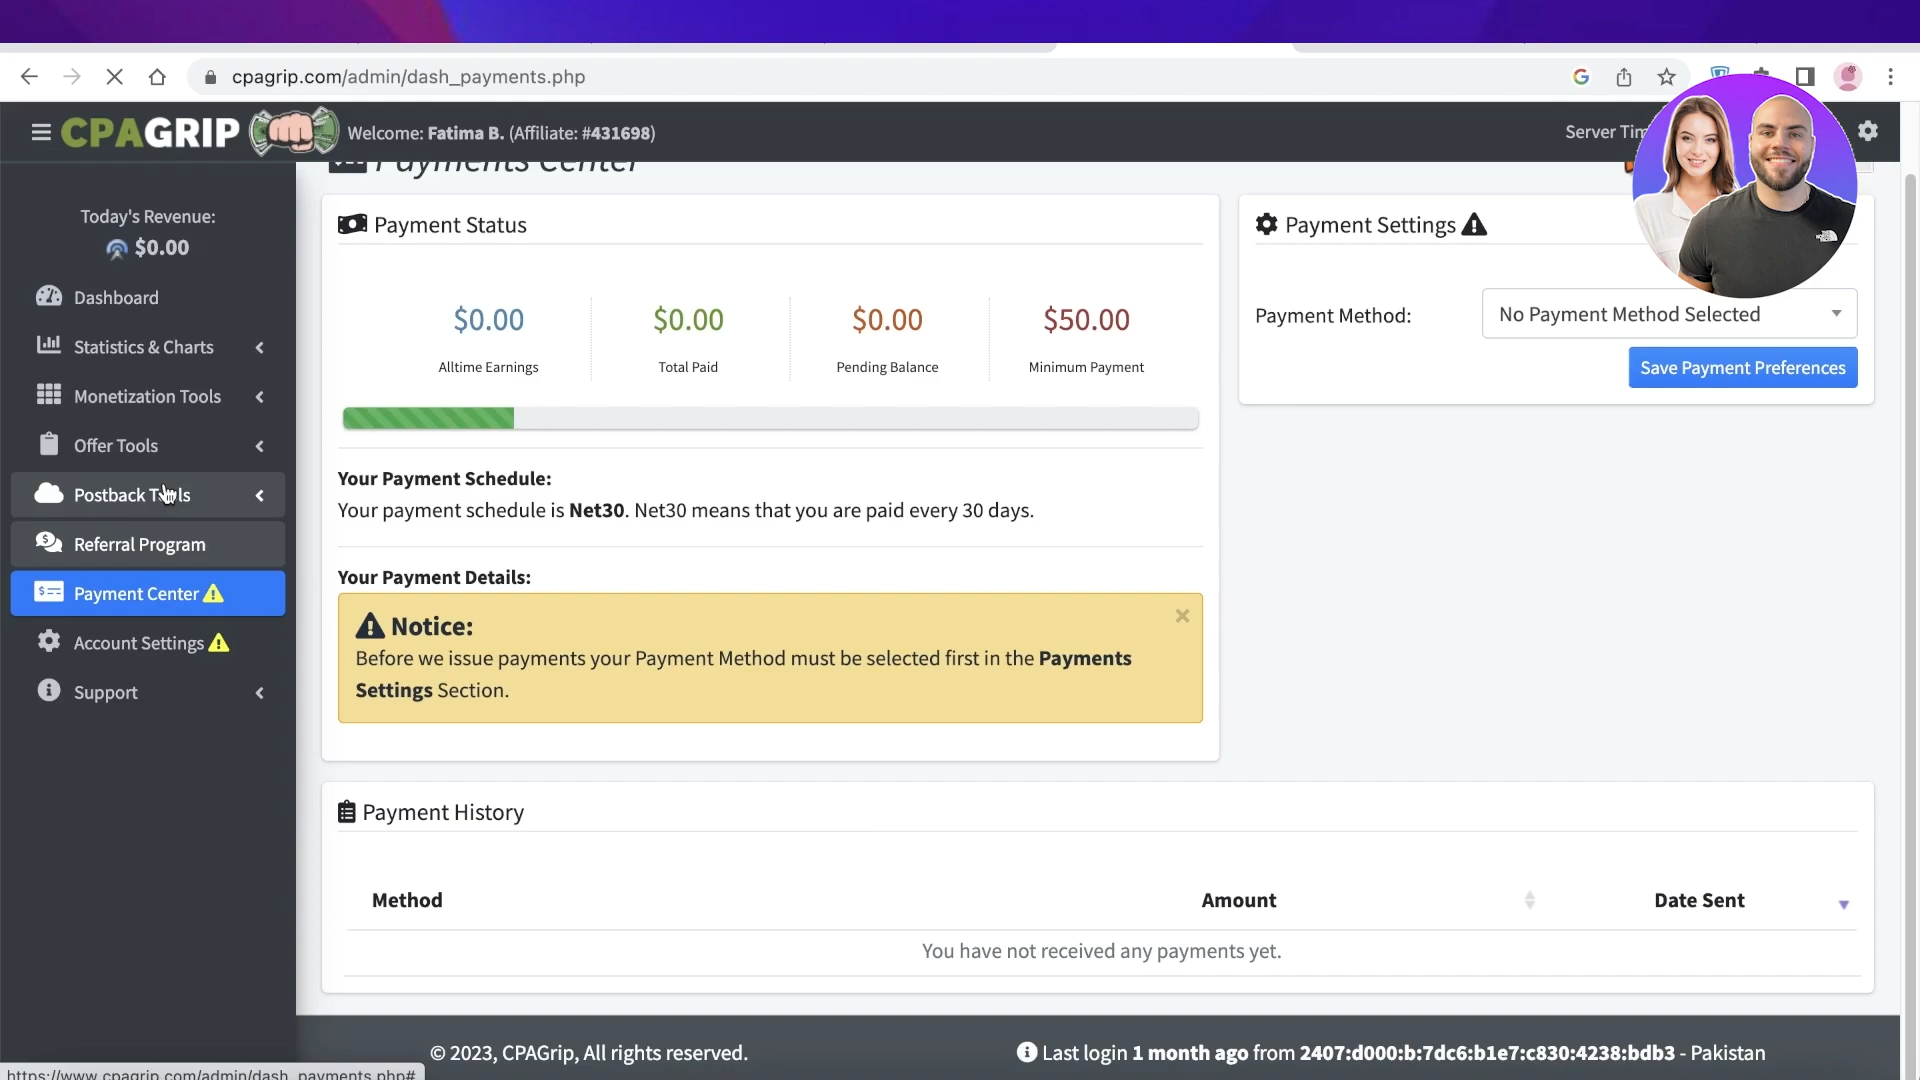 cpagrip.com/admin/dash_payments.php
CPAGRIP Welcome: Fatima B. (Affiliate: #431698)
Server Tim
Payments Center
Today's Revenue:
$0.00
Dashboard
Statistics & Charts
Monetization Tools
Offer Tools
Postback Tools
Referral Program
Payment Center
Account Settings
Support
Payment Status
$0.00 $0.00 $0.00 $50.00
Alltime Earnings Total Paid Pending Balance Minimum Payment
Your Payment Schedule:
Your payment schedule is Net30. Net30 means that you are paid every 30 days.
Your Payment Details:
Notice:
Before we issue payments your Payment Method must be selected first in the Payments
Settings Section.
Payment Settings
Payment Method: No Payment Method Selected
Save Payment Preferences
Payment History
Method Amount Date Sent
You have not received any payments yet.
© 2023, CPAGrip, All rights reserved. Last login 1 month ago from 2407:d000:b:7dc6:b1e7:c830:4238:bdb3 - Pakistan
https://www.cpagrip.com/admin/dash_payments.php#